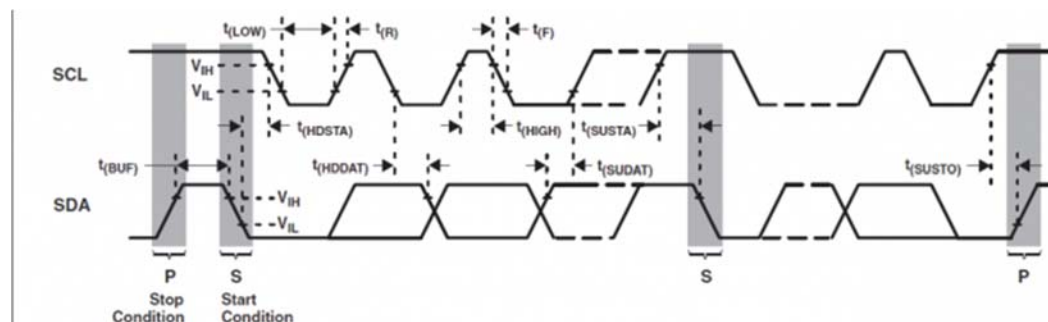 t(LOW)
t(R)
t(F)
SCL
VIH
VIL
t(HDSTA)
t(HIGH)
t(SUSTA)
t(BUF)
t(HDDAT)
t(SUDAT)
t(SUSTO)
SDA
VIH
VIL
P
S
S
P
Stop
Condition
Start
Condition